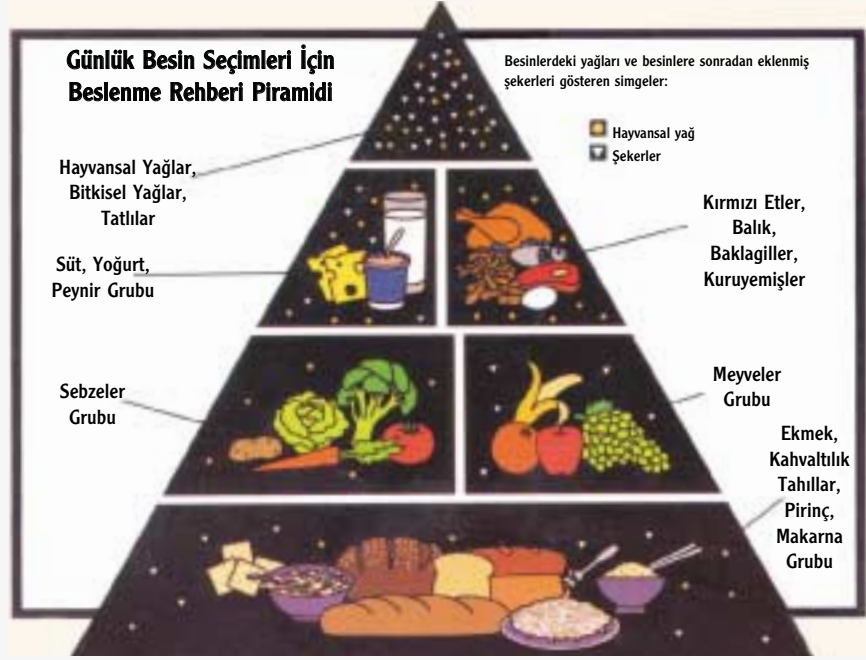 Günlük Besin Seçimleri İçin
Beslenme Rehberi Piramidi
Besinlerdeki yağları ve besinlere sonradan eklenmiş
şekerleri gösteren simgeler:
Hayvansal yağ
Şekerler
Hayvansal Yağlar,
Bitkisel Yağlar,
Tatlılar
Süt, Yoğurt,
Peynir Grubu
Kırmızı Etler,
Balık,
Baklagiller,
Kuruyemişler
Sebzeler
Grubu
Meyveler
Grubu
Ekmek,
Kahvaltılık
Tahıllar,
Pirinç,
Makarna
Grubu